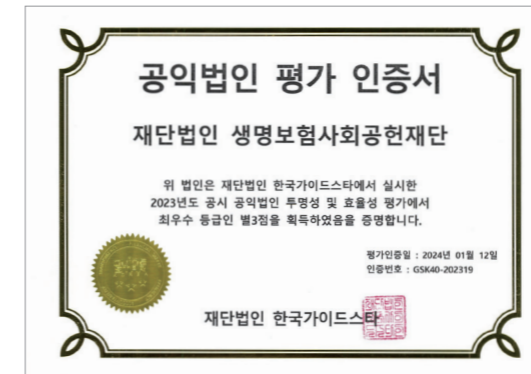 공익법인 평가 인증서
재단법인 생명보험사회공헌재단
위 법인은 재단법인 한국가이드스타에서 실시한
2023년도 공시 공익법인 투명성 및 효율성 평가에서
최우수 등급인 별3점을 획득하였음을 증명합니다.
평가인증일 : 2024년 01월 12일
인증번호 : GSK40-202319
재단법인 한국가이드스타